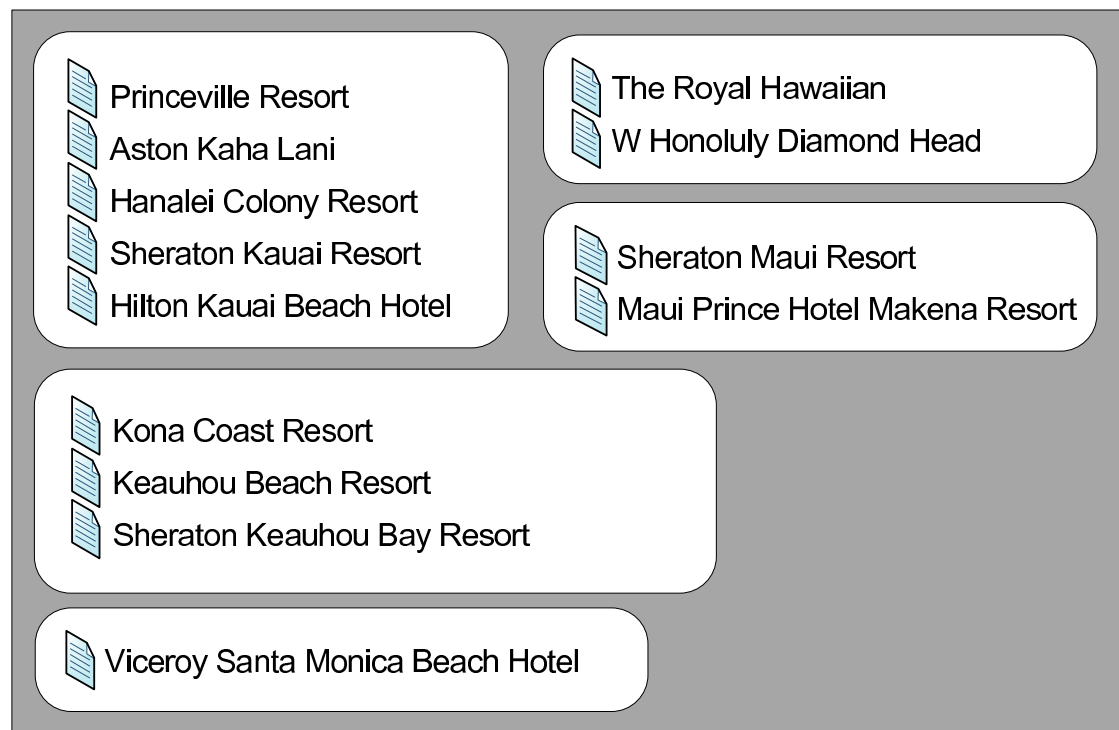 Princeville Resort
Aston Kaha Lani
Hanalei Colony Resort
Sheraton Kauai Resort
Hilton Kauai Beach Hotel
The Royal Hawaiian
W Honoluly Diamond Head
Sheraton Maui Resort
Maui Prince Hotel Makena Resort
Kona Coast Resort
Keauhou Beach Resort
Sheraton Keauhou Bay Resort
Viceroy Santa Monica Beach Hotel